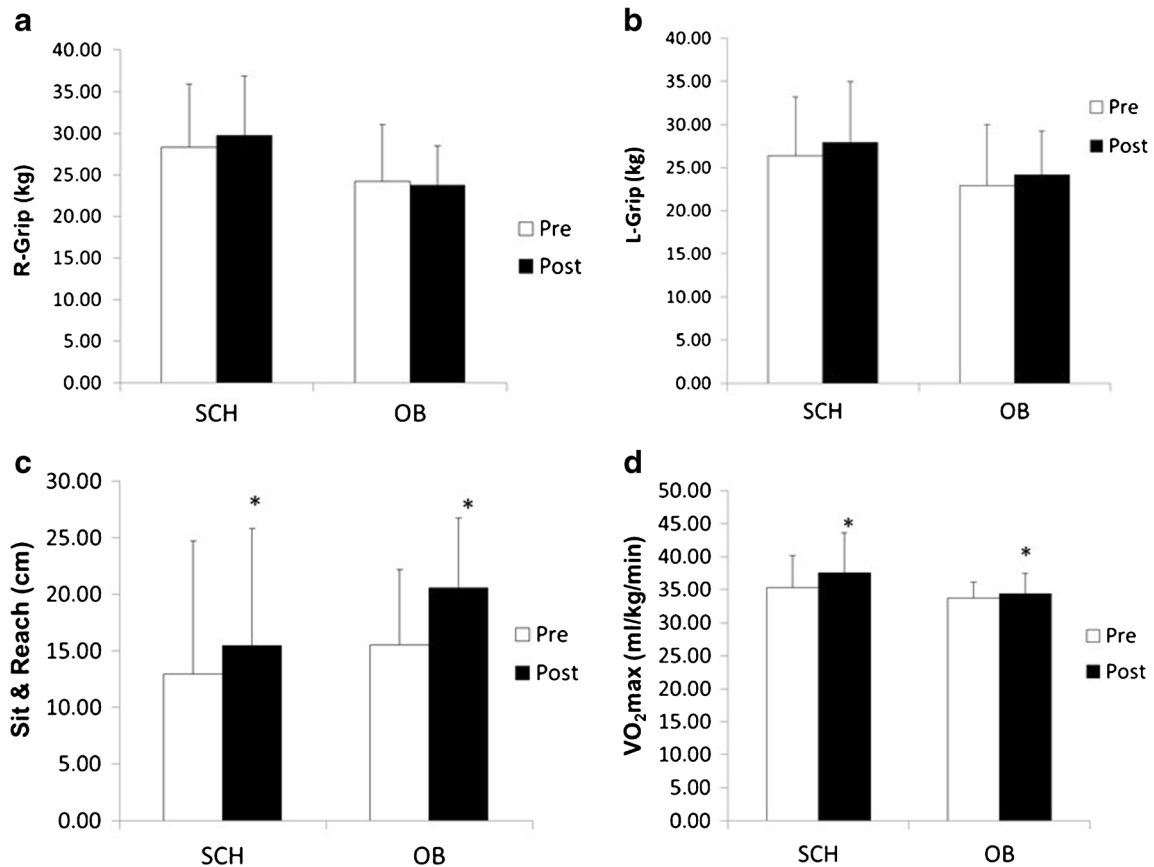 a
40.00
35.00
30.00
25.00
20.00
15.00
10.00
5.00
0.00
R-Grip (kg)
SCH OB
Pre
Post
b
40.00
35.00
30.00
25.00
20.00
15.00
10.00
5.00
0.00
L-Grip (kg)
SCH OB
Pre
Post
c
30.00
25.00
20.00
15.00
10.00
5.00
0.00
Sit & Reach (cm)
* *
SCH OB
Pre
Post
d
50.00
45.00
40.00
35.00
30.00
25.00
20.00
15.00
10.00
5.00
0.00
VO₂max (ml/kg/min)
* *
SCH OB
Pre
Post